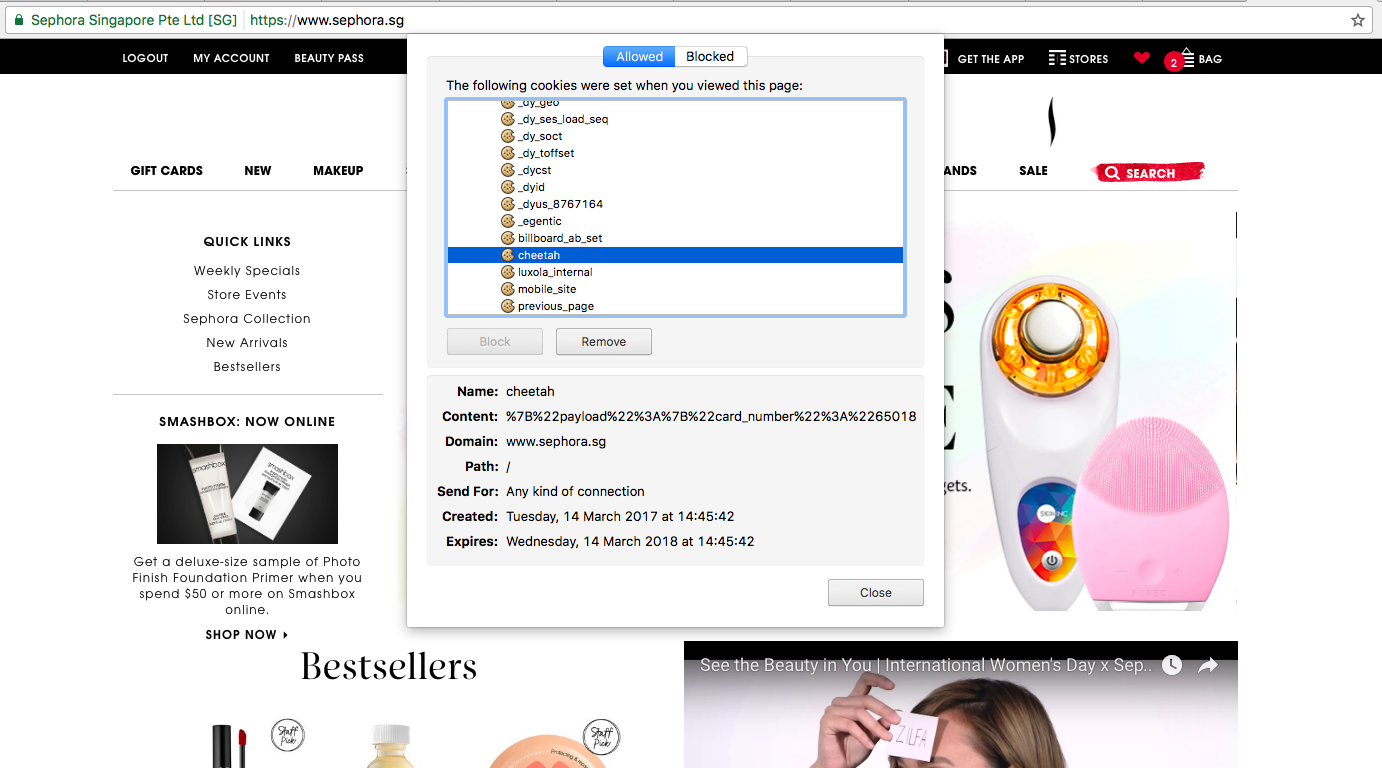 Sephora Singapore Pte Ltd [SG] https://www.sephora.sg
LOGOUT MY ACCOUNT BEAUTY PASS
GET THE APP STORES 2 BAG
GIFT CARDS NEW MAKEUP
ANDS SALE SEARCH
Allowed Blocked
The following cookies were set when you viewed this page:
_dy_geo
_dy_ses_load_seq
_dy_soct
_dy_toffset
_dycst
_dyid
_dyus_8767164
_egentic
billboard_ab_set
cheetah
luxola_internal
mobile_site
previous_page
Block Remove
Name: cheetah
Content: %7B%22payload%22%3A%7B%22card_number%22%3A%2265018
Domain: www.sephora.sg
Path: /
Send For: Any kind of connection
Created: Tuesday, 14 March 2017 at 14:45:42
Expires: Wednesday, 14 March 2018 at 14:45:42
Close
QUICK LINKS
Weekly Specials
Store Events
Sephora Collection
New Arrivals
Bestsellers
SMASHBOX: NOW ONLINE
smashbox
smashbox
Get a deluxe-size sample of Photo
Finish Foundation Primer when you
spend $50 or more on Smashbox
online.
SHOP NOW
S
E
gets.
SKIN INC
FOREO
Bestsellers
Staff
Pick!
Staff
Pick!
See the Beauty in You | International Women's Day x Sep..
ZILFA